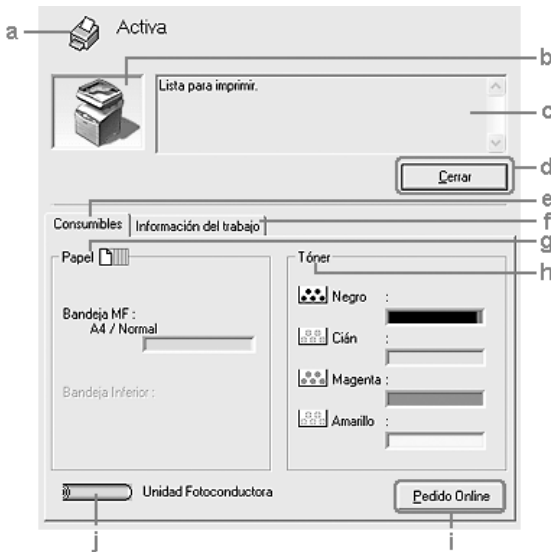 a
Activa
b
Lista para imprimir.
c
d
Cerrar
e
Consumibles
Información del trabajo
f
g
Papel
Tóner
h
Negro :
Bandeja MF :
A4 / Normal
Cián :
Magenta :
Bandeja Inferior :
Amarillo :
Unidad Fotoconductora
Pedido Online
j
i